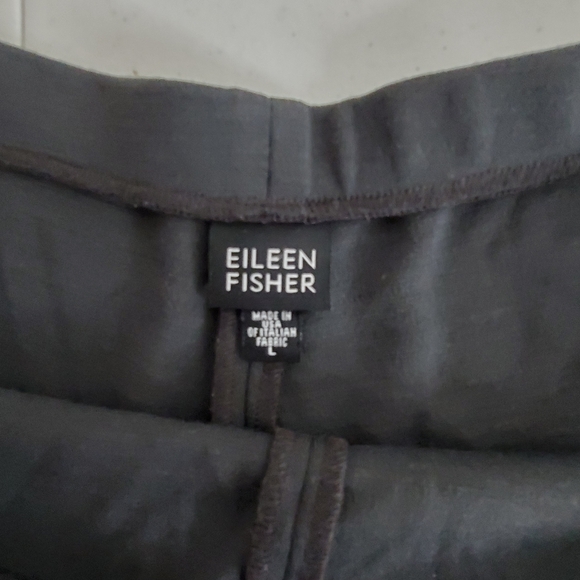 EILEEN
FISHER
MADE IN
USA
OF ITALIAN
FABRIC
L